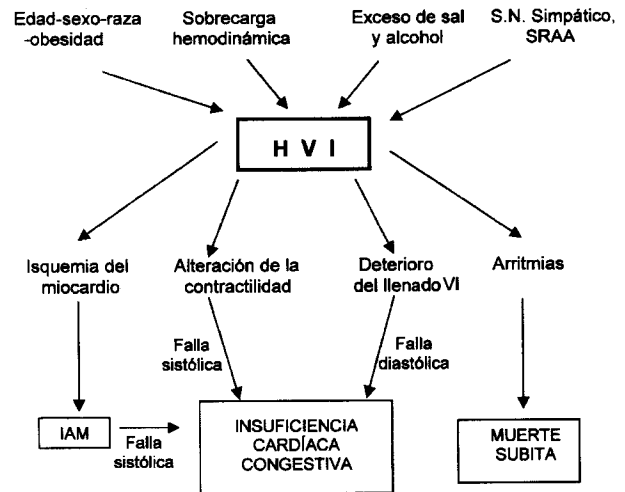 Edad-sexo-raza
-obesidad
Sobrecarga
hemodinámica
Exceso de sal
y alcohol
S.N. Simpático,
SRAA
H V I
Isquemia del
miocardio
Alteración de la
contractilidad
Deterioro
del llenado VI
Arritmias
Falla
sistólica
Falla
diastólica
IAM
Falla
sistólica
INSUFICIENCIA
CARDÍACA
CONGESTIVA
MUERTE
SUBITA